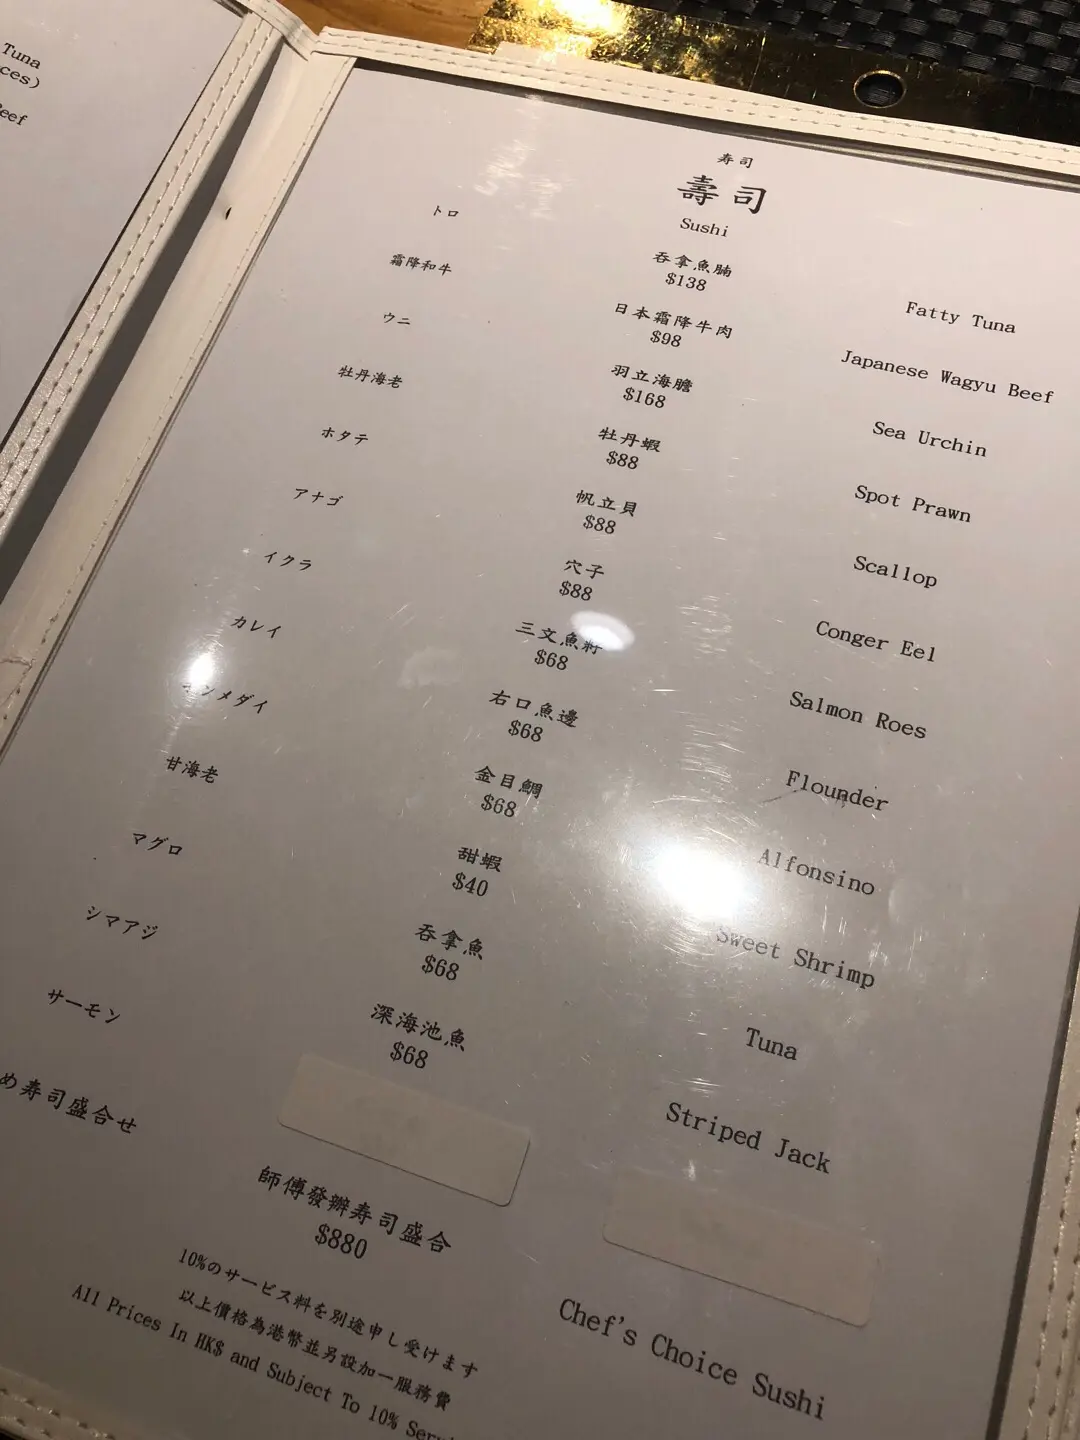 Tuna
ces)
eef
寿司
壽司
Sushi
トロ
吞拿魚腩
$138
Fatty Tuna
霜降和牛
日本霜降牛肉
$98
Japanese Wagyu Beef
ウニ
羽立海膽
$168
Sea Urchin
牡丹海老
牡丹蝦
$88
Spot Prawn
ホタテ
帆立貝
$88
Scallop
アナゴ
穴子
$88
Conger Eel
イクラ
三文魚籽
$68
Salmon Roes
カレイ
右口魚邊
$68
Flounder
キンメダイ
金目鯛
$68
Alfonsino
甘海老
甜蝦
$40
Sweet Shrimp
マグロ
吞拿魚
$68
Tuna
シマアジ
深海池魚
$68
Striped Jack
サーモン
め寿司盛合せ
師傅發辦寿司盛合
$880
Chef's Choice Sushi
10%のサービス料を別途申し受けます
以上價格為港幣並另設加一服務費
All Prices In HK$ and Subject To 10%